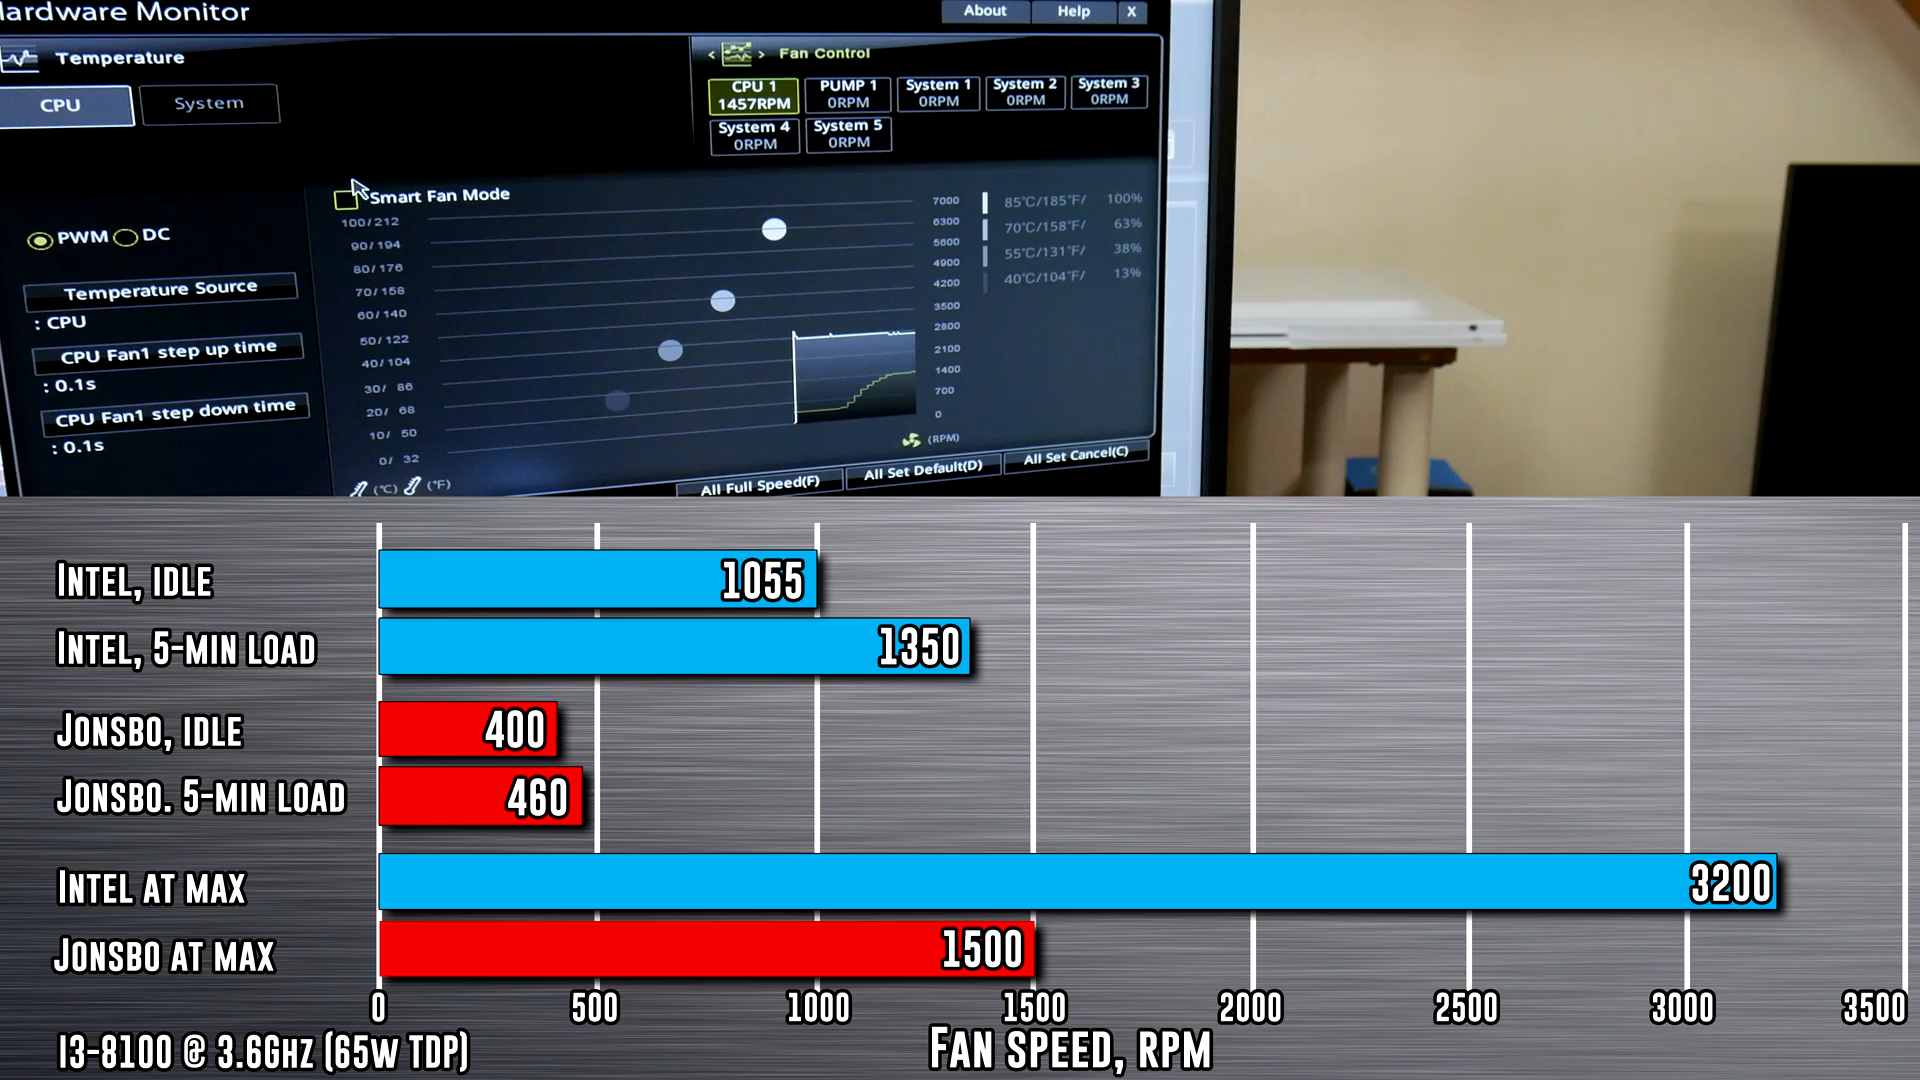 Hardware Monitor
About Help X
Temperature
< > Fan Control
CPU System
CPU 1 PUMP 1 System 1 System 2 System 3
1457RPM 0RPM 0RPM 0RPM 0RPM
System 4 System 5
0RPM 0RPM
Smart Fan Mode
PWM DC
Temperature Source
: CPU
CPU Fan1 step up time
: 0.1s
CPU Fan1 step down time
: 0.1s
100/212
90/194
80/176
70/158
60/140
50/122
40/104
30/ 86
20/ 68
10/ 50
0/ 32
(°C) (°F)
7000
6300
5600
4900
4200
3500
2800
2100
1400
700
0
(RPM)
85°C/185°F/ 100%
70°C/158°F/ 63%
55°C/131°F/ 38%
40°C/104°F/ 13%
All Full Speed(F) All Set Default(D) All Set Cancel(C)
Intel, idle 1055
Intel, 5-min load 1350
Jonsbo, idle 400
Jonsbo. 5-min load 460
Intel at max 3200
Jonsbo at max 1500
0 500 1000 1500 2000 2500 3000 3500
I3-8100 @ 3.6GHz (65W TDP) Fan speed, rpm